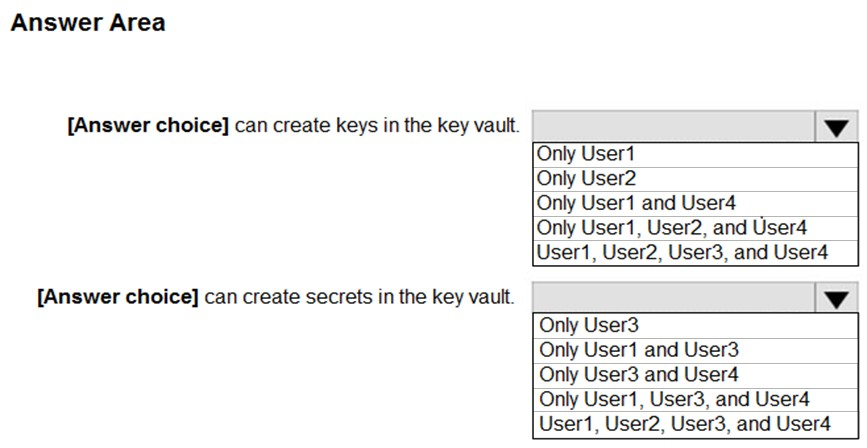 Answer Area
[Answer choice] can create keys in the key vault.
Only User1
Only User2
Only User1 and User4
Only User1, User2, and User4
User1, User2, User3, and User4
[Answer choice] can create secrets in the key vault.
Only User3
Only User1 and User3
Only User3 and User4
Only User1, User3, and User4
User1, User2, User3, and User4